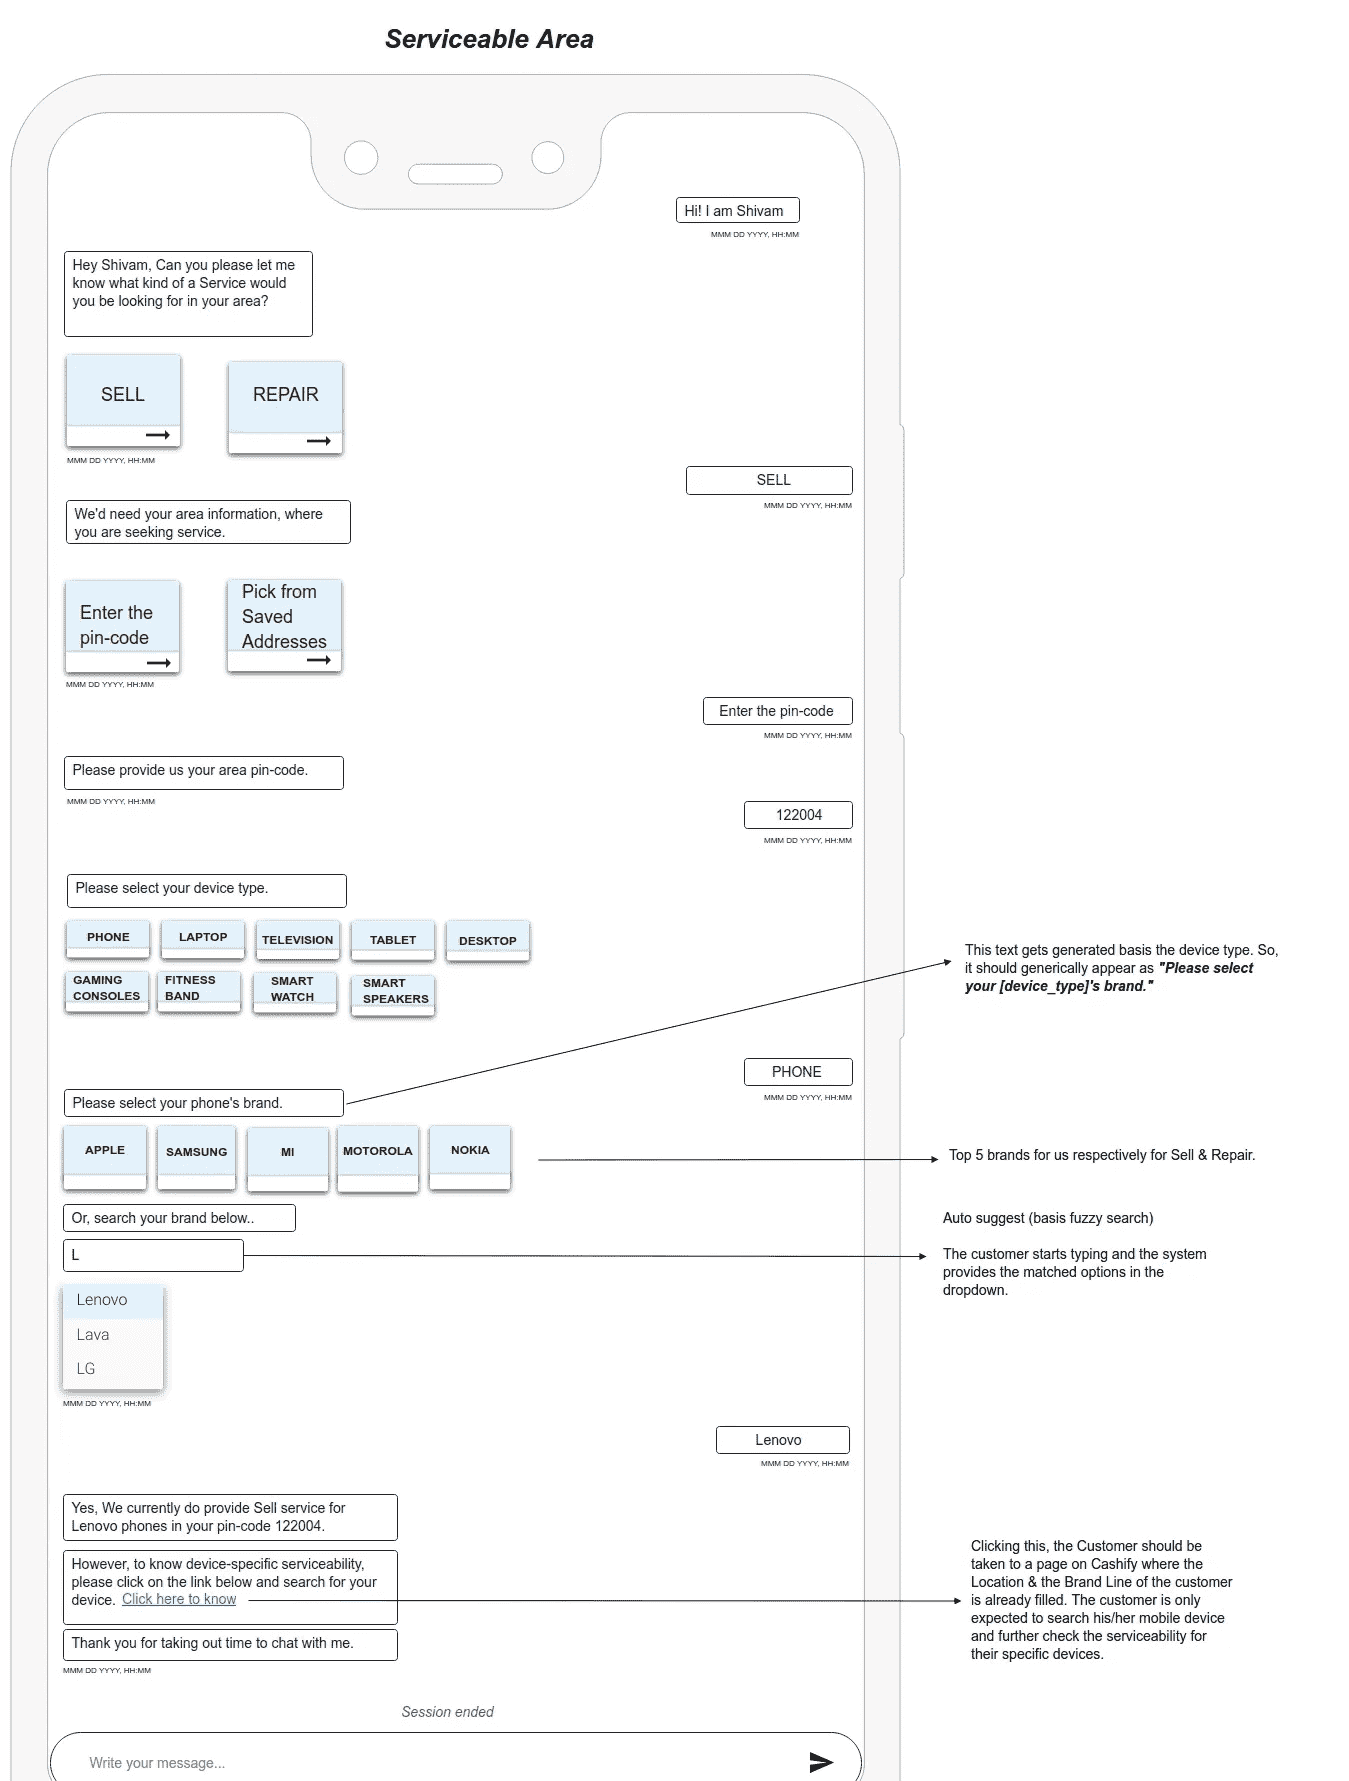 Serviceable Area
Hi! I am Shivam
MMM DD YYYY, HH:MM
Hey Shivam, Can you please let me
know what kind of a Service would
you be looking for in your area?
SELL
REPAIR
MMM DD YYYY, HH:MM
SELL
MMM DD YYYY, HH:MM
We'd need your area information, where
you are seeking service.
Enter the
pin-code
Pick from
Saved
Addresses
MMM DD YYYY, HH:MM
Enter the pin-code
MMM DD YYYY, HH:MM
Please provide us your area pin-code.
MMM DD YYYY, HH:MM
122004
MMM DD YYYY, HH:MM
Please select your device type.
PHONE
LAPTOP
TELEVISION
TABLET
DESKTOP
GAMING
CONSOLES
FITNESS
BAND
SMART
WATCH
SMART
SPEAKERS
This text gets generated basis the device type. So,
it should generically appear as "Please select
your [device_type]'s brand."
PHONE
MMM DD YYYY, HH:MM
Please select your phone's brand.
APPLE
SAMSUNG
MI
MOTOROLA
NOKIA
Top 5 brands for us respectively for Sell & Repair.
Or, search your brand below..
L
Auto suggest (basis fuzzy search)
The customer starts typing and the system
provides the matched options in the
dropdown.
Lenovo
Lava
LG
MMM DD YYYY, HH:MM
Lenovo
MMM DD YYYY, HH:MM
Yes, We currently do provide Sell service for
Lenovo phones in your pin-code 122004.
However, to know device-specific serviceability,
please click on the link below and search for your
device. Click here to know
Clicking this, the Customer should be
taken to a page on Cashify where the
Location & the Brand Line of the customer
is already filled. The customer is only
expected to search his/her mobile device
and further check the serviceability for
their specific devices.
Thank you for taking out time to chat with me.
MMM DD YYYY, HH:MM
Session ended
Write your message...